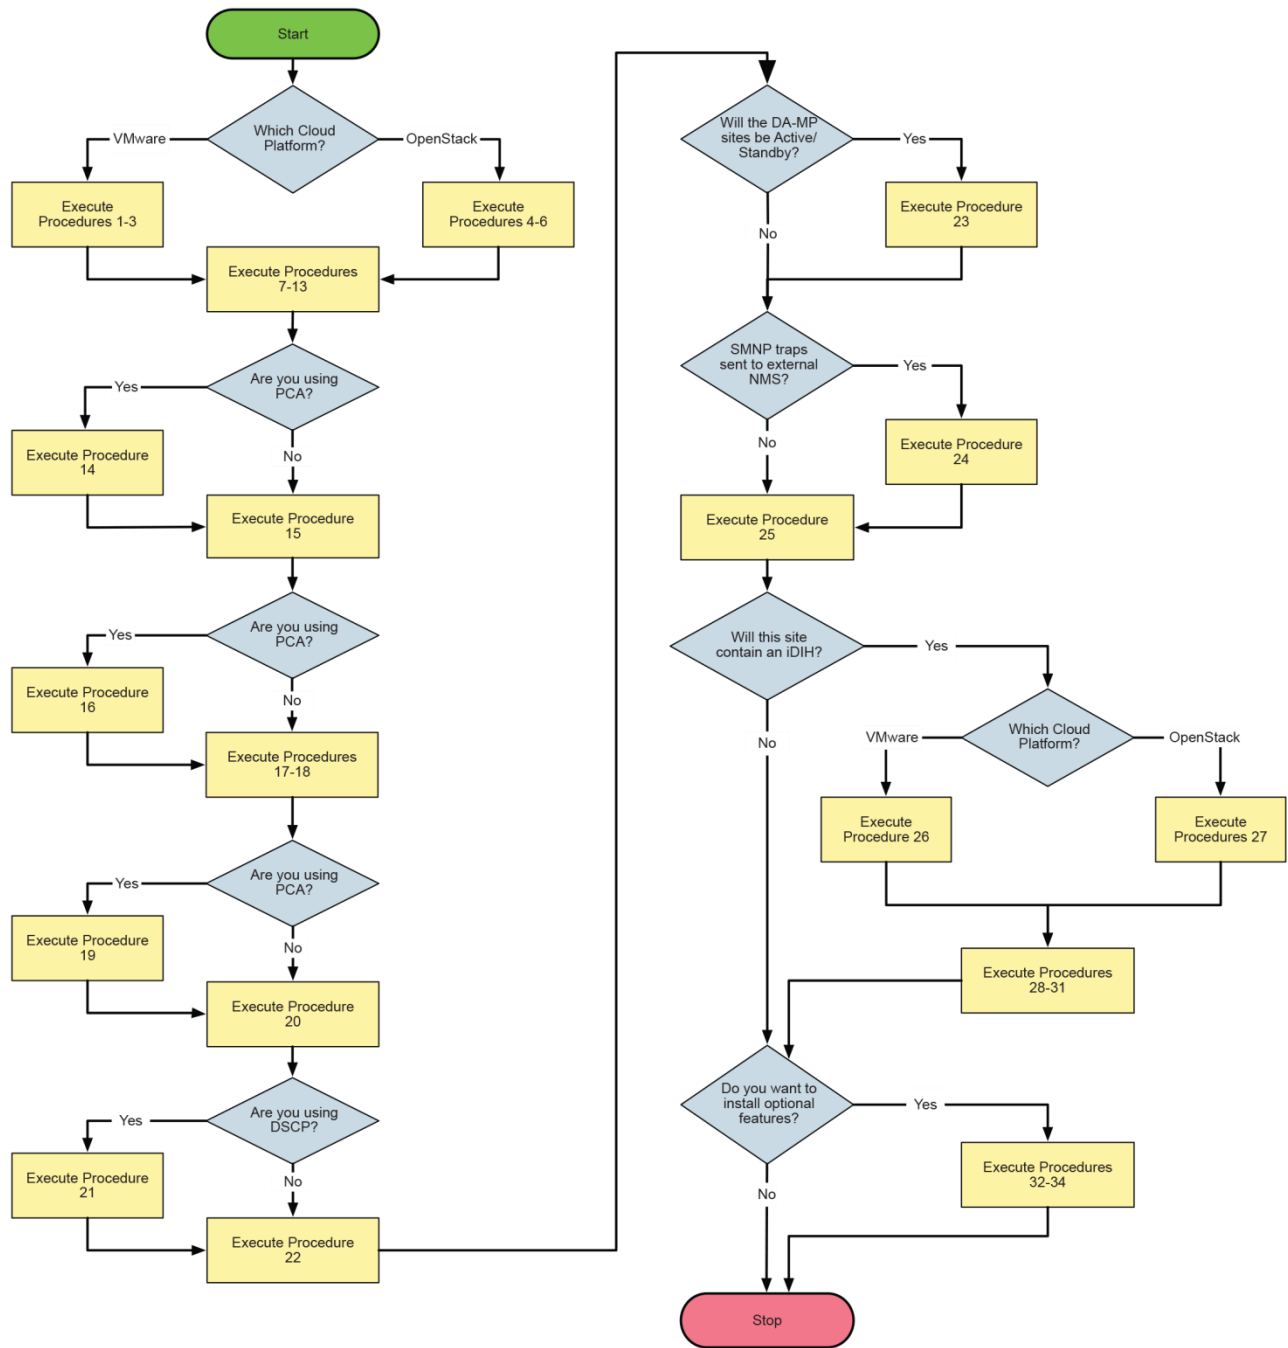 Start
Which Cloud
Platform?
VMware
OpenStack
Execute
Procedures 1-3
Execute
Procedures 4-6
Execute Procedures
7-13
Are you using
PCA?
Yes
No
Execute Procedure
14
Execute Procedure
15
Are you using
PCA?
Yes
No
Execute Procedure
16
Execute Procedures
17-18
Are you using
PCA?
Yes
No
Execute Procedure
19
Execute Procedure
20
Are you using
DSCP?
Yes
No
Execute Procedure
21
Execute Procedure
22
Will the DA-MP
sites be Active/
Standby?
Yes
No
Execute Procedure
23
SMNP traps
sent to external
NMS?
Yes
No
Execute Procedure
24
Execute Procedure
25
Will this site
contain an iDIH?
Yes
No
Which Cloud
Platform?
VMware
OpenStack
Execute
Procedure 26
Execute
Procedures 27
Execute Procedures
28-31
Do you want to
install optional
features?
Yes
No
Execute Procedures
32-34
Stop